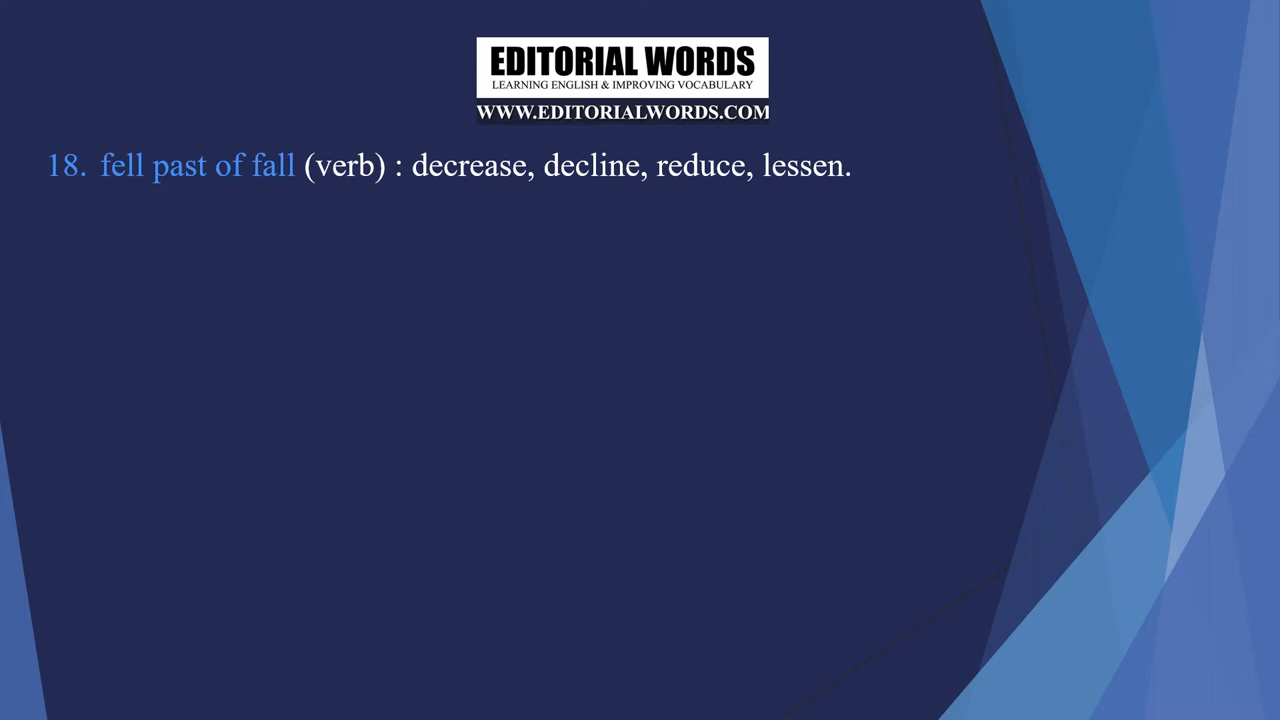 EDITORIAL WORDS
LEARNING ENGLISH & IMPROVING VOCABULARY
WWW.EDITORIALWORDS.COM
18. fell past of fall (verb) : decrease, decline, reduce, lessen.